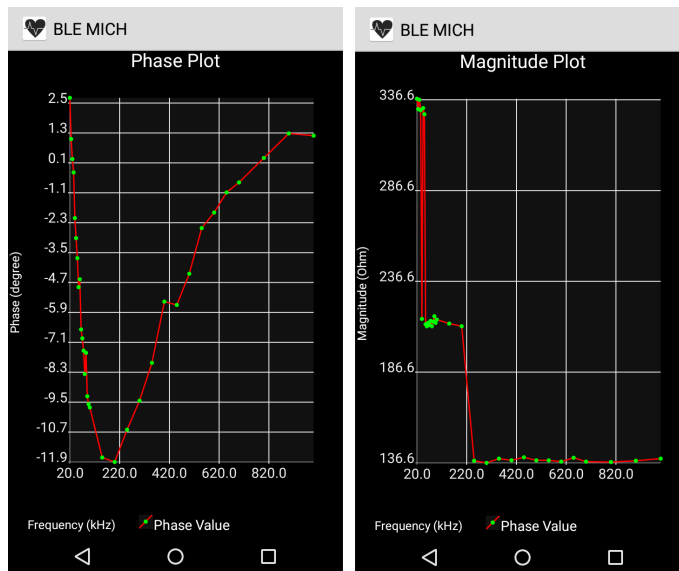 BLE MICH
Phase Plot
2.5
1.3
0.1
-1.1
-2.3
-3.5
-4.7
-5.9
-7.1
-8.3
-9.5
-10.7
-11.9
Phase (degree)
20.0 220.0 420.0 620.0 820.0
Frequency (kHz) Phase Value
BLE MICH
Magnitude Plot
336.6
286.6
236.6
186.6
136.6
Magnitude (Ohm)
20.0 220.0 420.0 620.0 820.0
Frequency (kHz) Phase Value